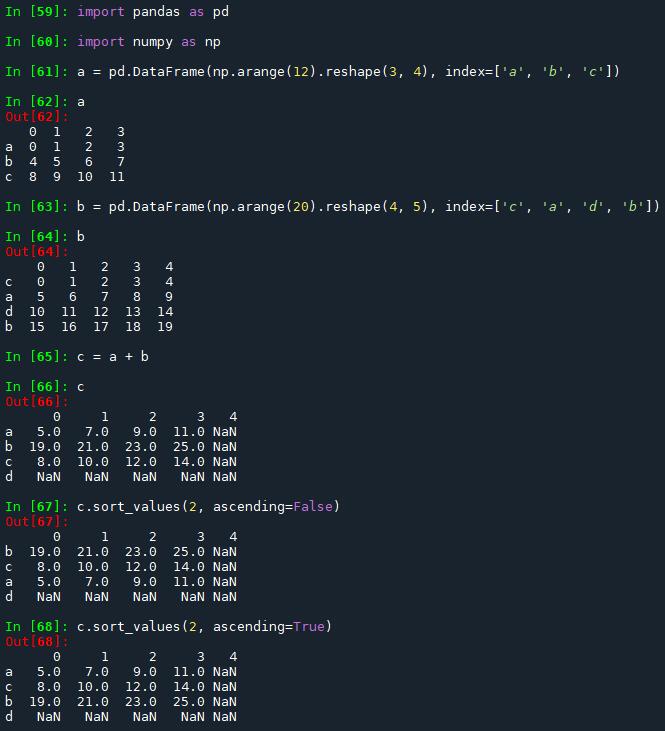 In [59]: import pandas as pd
In [60]: import numpy as np
In [61]: a = pd.DataFrame(np.arange(12).reshape(3, 4), index=['a', 'b', 'c'])
In [62]: a
Out[62]:
   0  1   2   3
a  0  1   2   3
b  4  5   6   7
c  8  9  10  11
In [63]: b = pd.DataFrame(np.arange(20).reshape(4, 5), index=['c', 'a', 'd', 'b'])
In [64]: b
Out[64]:
    0   1   2   3   4
c   0   1   2   3   4
a   5   6   7   8   9
d  10  11  12  13  14
b  15  16  17  18  19
In [65]: c = a + b
In [66]: c
Out[66]:
      0     1     2     3   4
a   5.0   7.0   9.0  11.0 NaN
b  19.0  21.0  23.0  25.0 NaN
c   8.0  10.0  12.0  14.0 NaN
d   NaN   NaN   NaN   NaN NaN
In [67]: c.sort_values(2, ascending=False)
Out[67]:
      0     1     2     3   4
b  19.0  21.0  23.0  25.0 NaN
c   8.0  10.0  12.0  14.0 NaN
a   5.0   7.0   9.0  11.0 NaN
d   NaN   NaN   NaN   NaN NaN
In [68]: c.sort_values(2, ascending=True)
Out[68]:
      0     1     2     3   4
a   5.0   7.0   9.0  11.0 NaN
c   8.0  10.0  12.0  14.0 NaN
b  19.0  21.0  23.0  25.0 NaN
d   NaN   NaN   NaN   NaN NaN